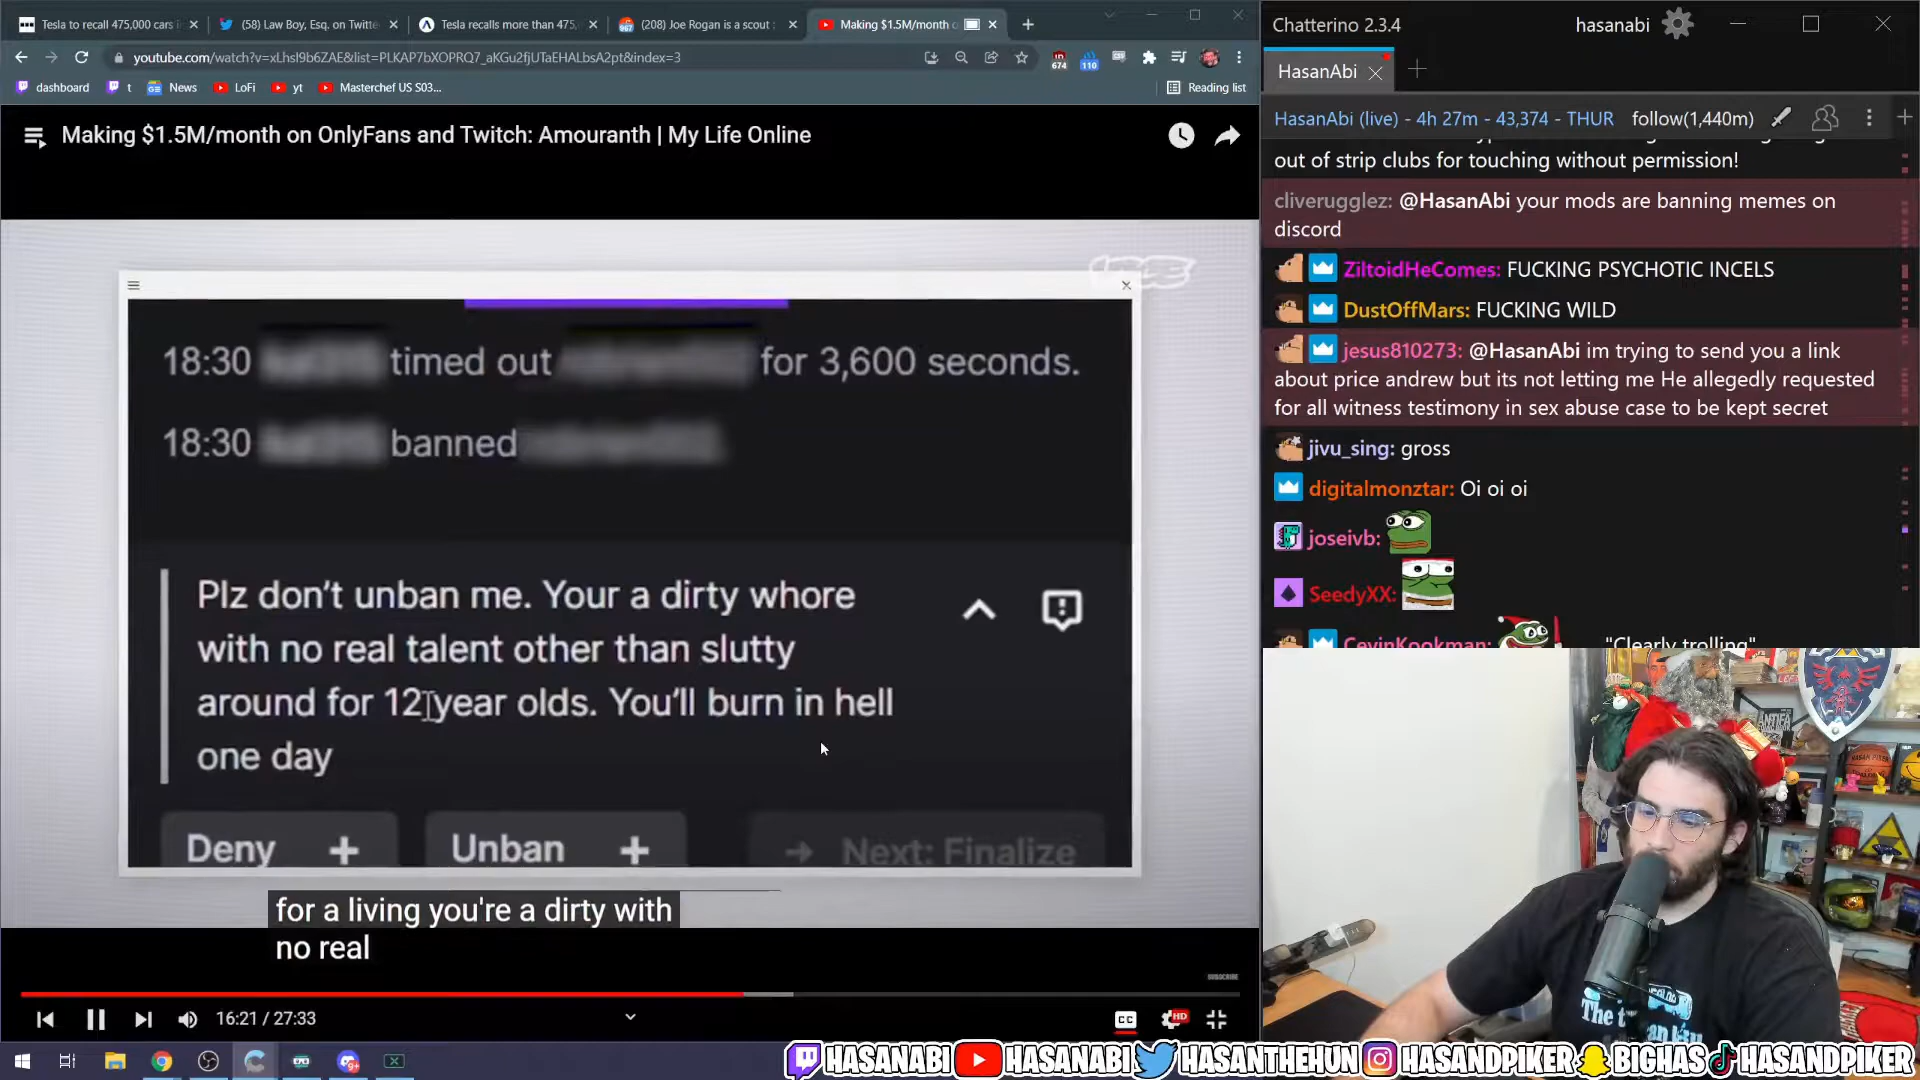 Tesla to recall 475,000 cars i
(58) Law Boy, Esq. on Twitte
Tesla recalls more than 475,
(208) Joe Rogan is a scout
Making $1.5M/month o
youtube.com/watch?v=xLhsI9b6ZAE&list=PLKAP7bXOPRQ7_aKGu2fjUTaEHALbsA2pt&index=3
674
110
dashboard
t
News
LoFi
yt
Masterchef US S03...
Reading list
Making $1.5M/month on OnlyFans and Twitch: Amouranth | My Life Online
VICE
18:30 timed out for 3,600 seconds.
18:30 banned
Plz don't unban me. Your a dirty whore
with no real talent other than slutty
around for 12 year olds. You'll burn in hell
one day
Deny +
Unban +
Next: Finalize
for a living you're a dirty with
no real
SUBSCRIBE
16:21 / 27:33
CC
HD
Chatterino 2.3.4
hasanabi
HasanAbi
HasanAbi (live) - 4h 27m - 43,374 - THUR
follow(1,440m)
out of strip clubs for touching without permission!
cliverugglez: @HasanAbi your mods are banning memes on
discord
ZiltoidHeComes: FUCKING PSYCHOTIC INCELS
DustOffMars: FUCKING WILD
jesus810273: @HasanAbi im trying to send you a link
about price andrew but its not letting me He allegedly requested
for all witness testimony in sex abuse case to be kept secret
jivu_sing: gross
digitalmonztar: Oi oi oi
joseivb:
SeedyXX:
CevinKookman: "Clearly trolling"
HASANABI
HASANABI
HASANTHEHUN
HASANDPIKER
BIGHAS
HASANDPIKER